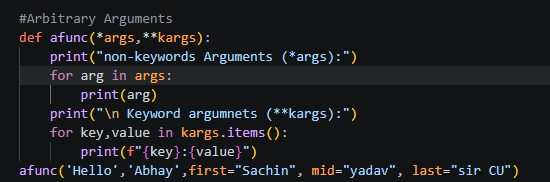 #Arbitrary Arguments
def afunc(*args,**kargs):
    print("non-keywords Arguments (*args):")
    for arg in args:
        print(arg)
    print("\n Keyword argumnets (**kargs):")
    for key,value in kargs.items():
        print(f"{key}:{value}")
afunc('Hello','Abhay',first="Sachin", mid="yadav", last="sir CU")